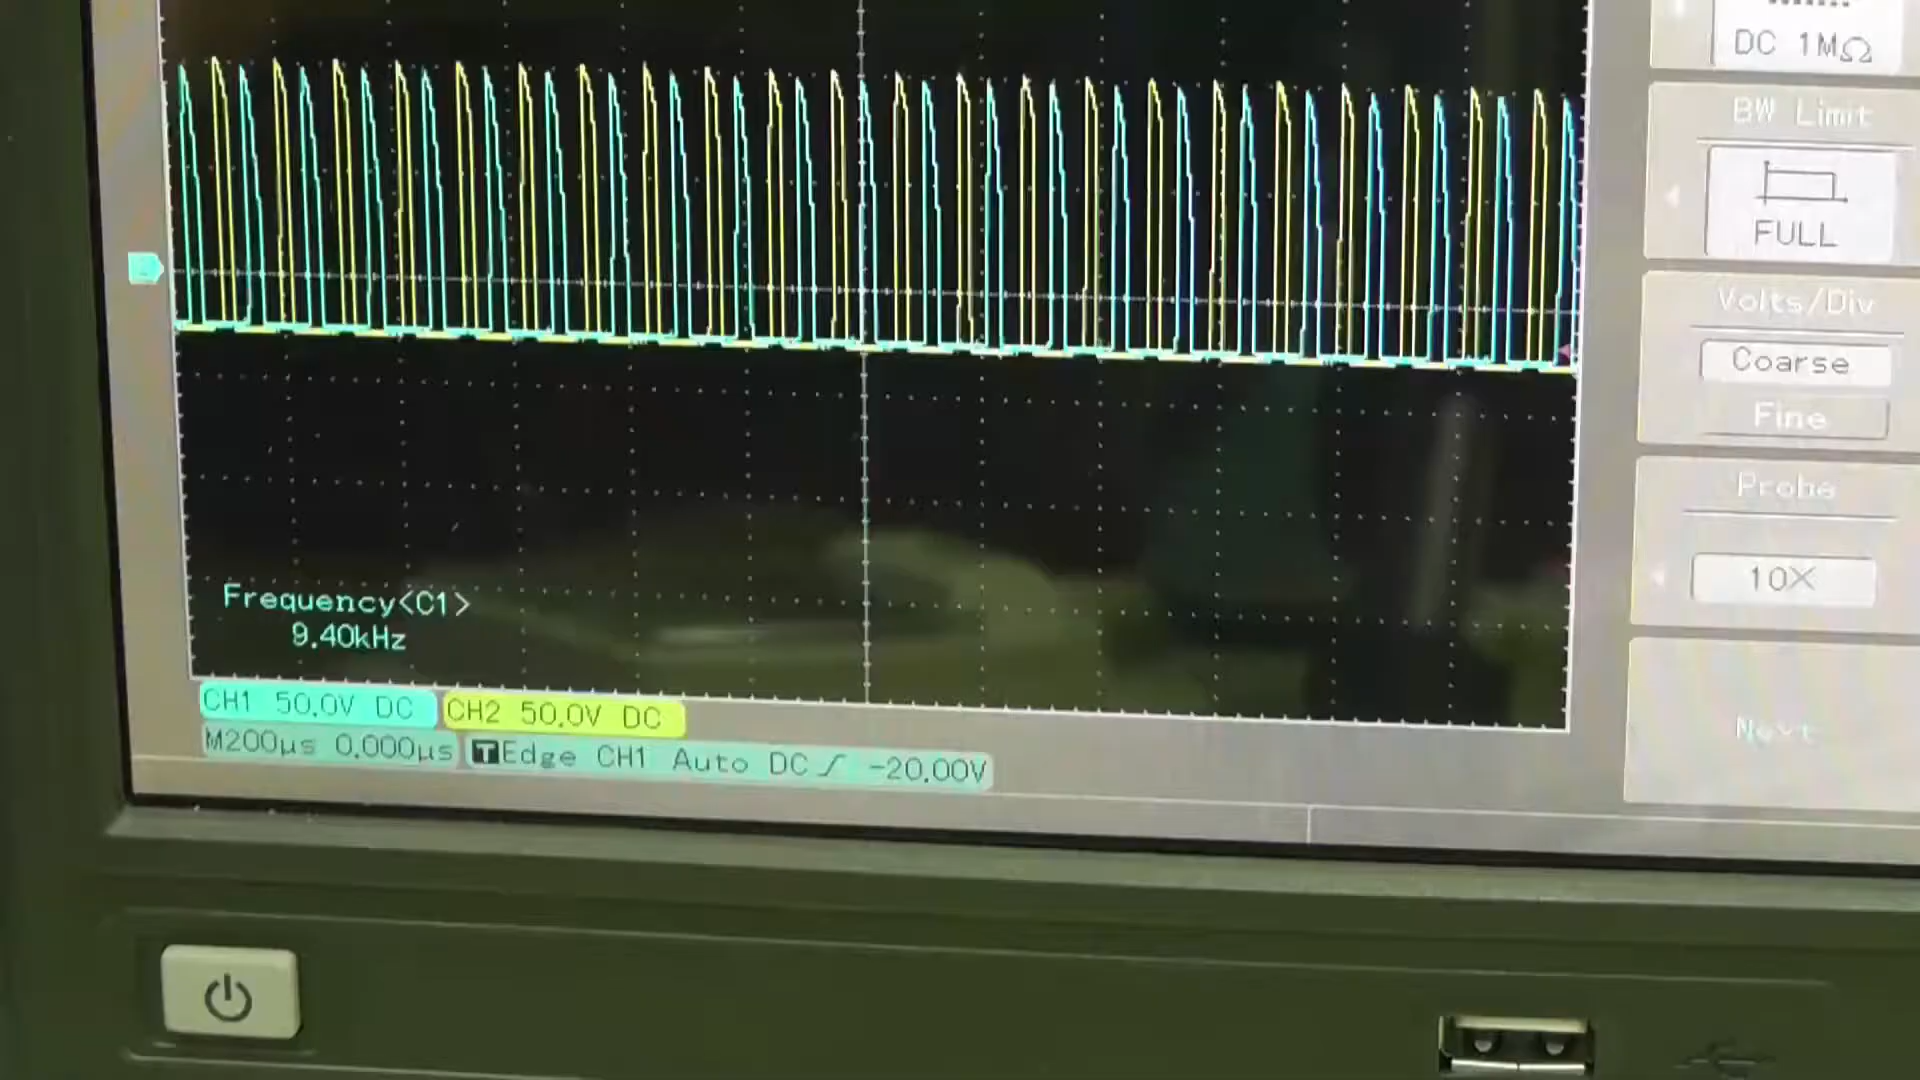 DC 1MΩ
BW Limit
FULL
Volts/Div
Coarse
Fine
Probe
10X
Next
Frequency<C1>
9.40kHz
CH1 50.0V DC
CH2 50.0V DC
M200µs 0.000µs
T Edge CH1 Auto DC -20.00V